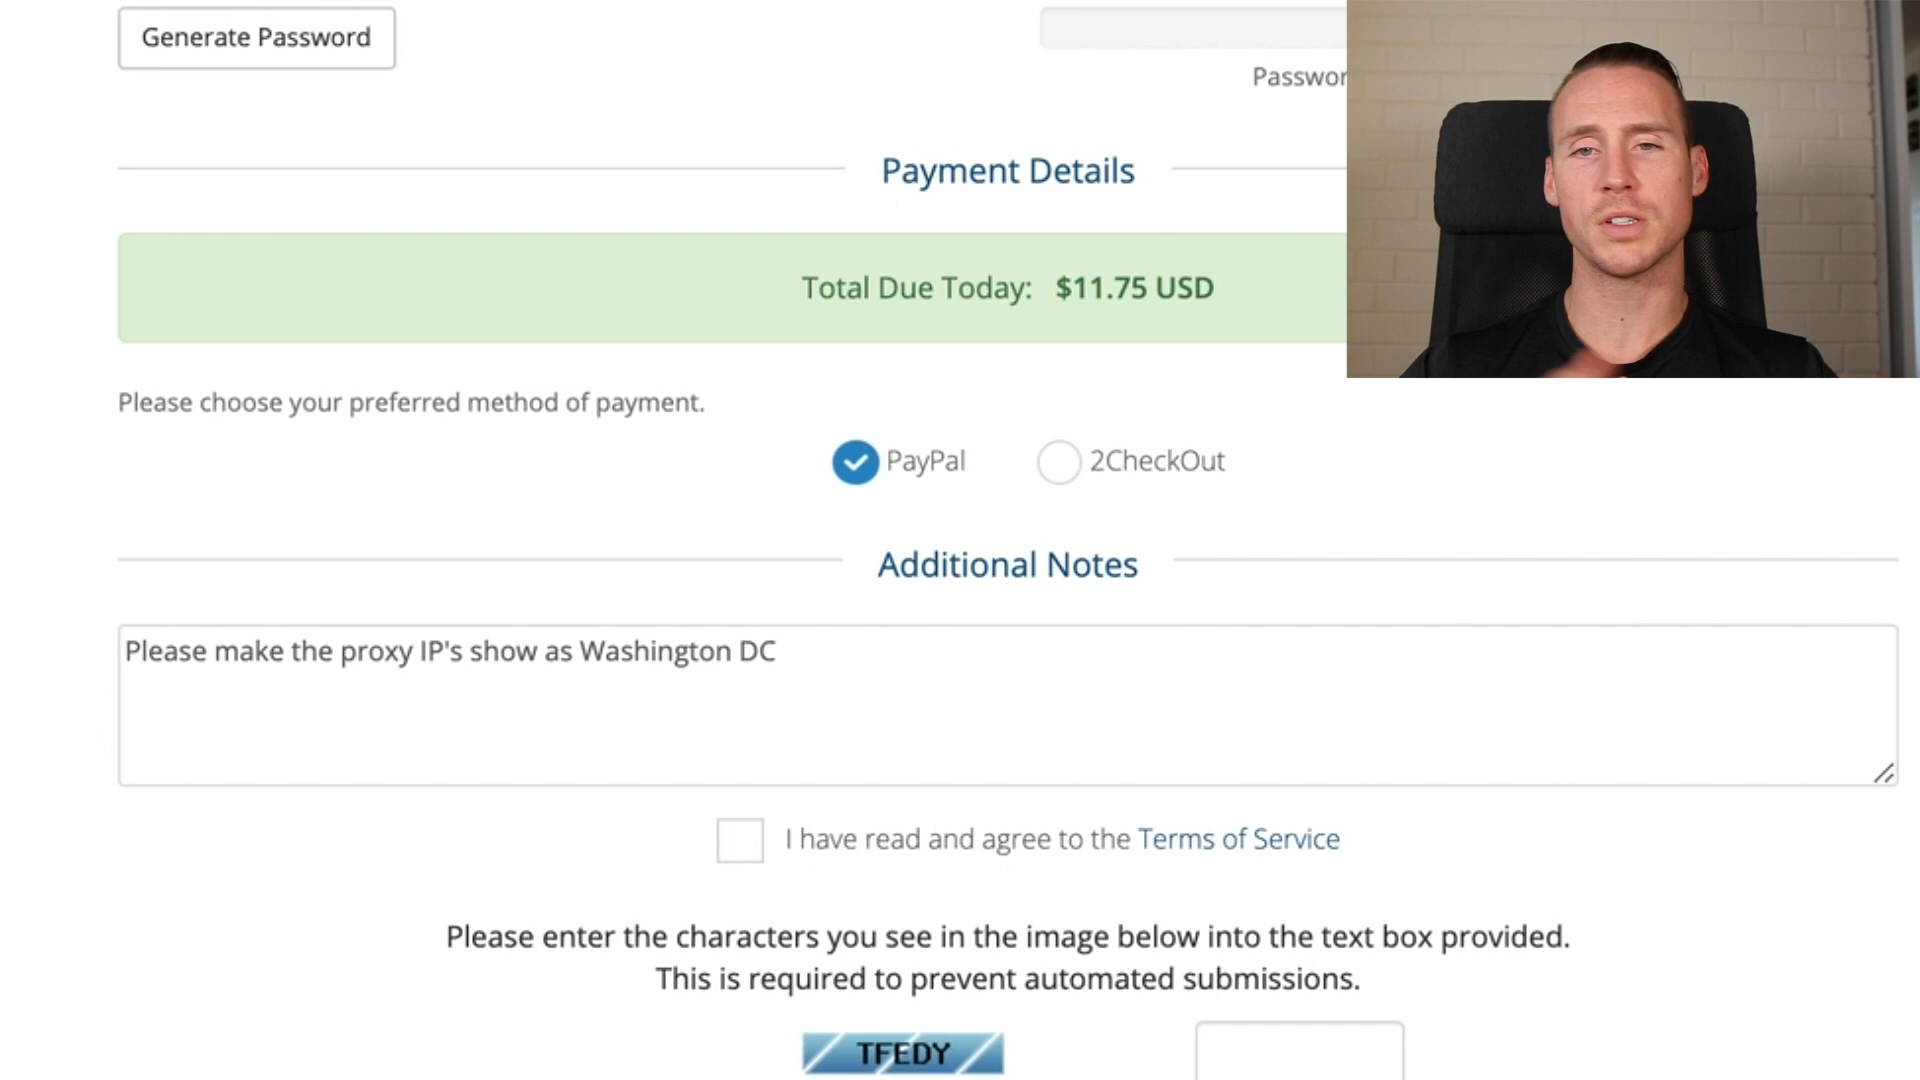 Generate Password
Payment Details
Total Due Today: $11.75 USD
Please choose your preferred method of payment.
PayPal
2CheckOut
Additional Notes
Please make the proxy IP's show as Washington DC
I have read and agree to the Terms of Service
Please enter the characters you see in the image below into the text box provided.
This is required to prevent automated submissions.
TFEDY